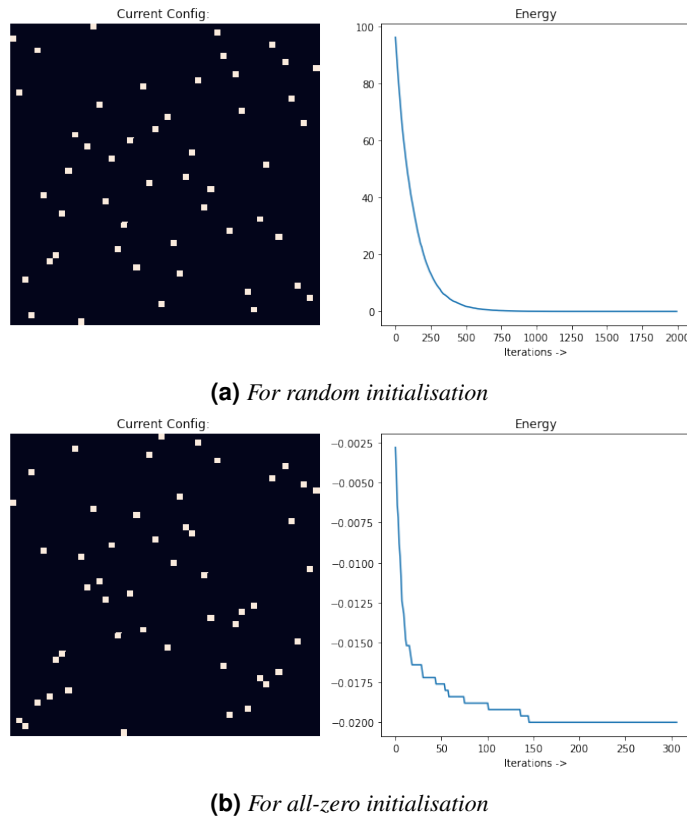 Current Config:
Energy
100
80
60
40
20
0
0 250 500 750 1000 1250 1500 1750 2000
Iterations ->
(a) For random initialisation
Current Config:
Energy
−0.0025
−0.0050
−0.0075
−0.0100
−0.0125
−0.0150
−0.0175
−0.0200
0 50 100 150 200 250 300
Iterations ->
(b) For all-zero initialisation